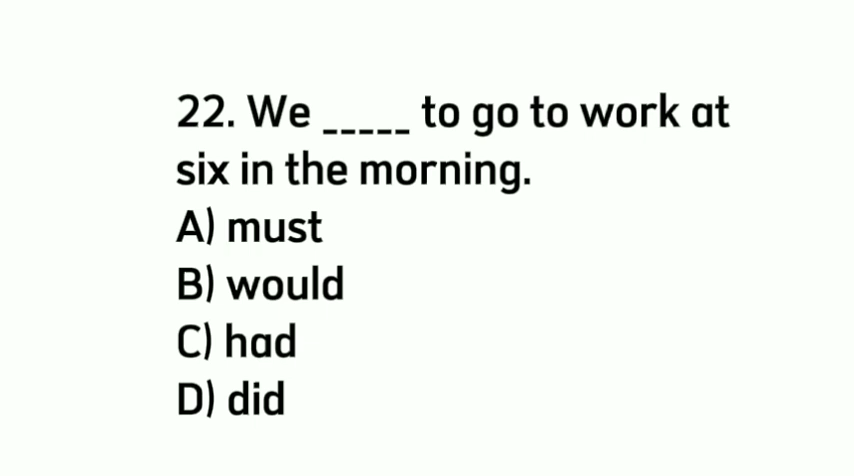 22. We _____ to go to work at
six in the morning.
A) must
B) would
C) had
D) did